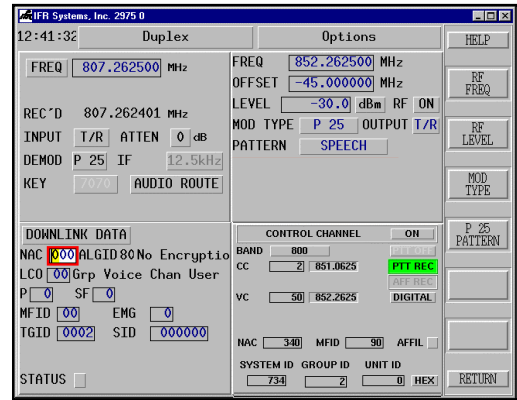 IFR Systems, Inc. 2975 0
12:41:32 Duplex Options
FREQ 807.262500 MHz
REC'D 807.262401 MHz
INPUT T/R ATTEN 0 dB
DEMOD P 25 IF 12.5kHz
KEY 7070 AUDIO ROUTE
FREQ 852.262500 MHz
OFFSET -45.000000 MHz
LEVEL -30.0 dBm RF ON
MOD TYPE P 25 OUTPUT T/R
PATTERN SPEECH
DOWNLINK DATA
NAC 000 ALGID 80 No Encryptio
LCO 00 Grp Voice Chan User
P 0 SF 0
MFID 00 EMG 0
TGID 0002 SID 000000
STATUS
CONTROL CHANNEL ON
BAND 800 PTT OFF
CC 2 851.0625 PTT REC
AFF REC
VC 50 852.2625 DIGITAL
NAC 340 MFID 90 AFFIL
SYSTEM ID GROUP ID UNIT ID
734 2 0 HEX
HELP
RF
FREQ
RF
LEVEL
MOD
TYPE
P 25
PATTERN
RETURN